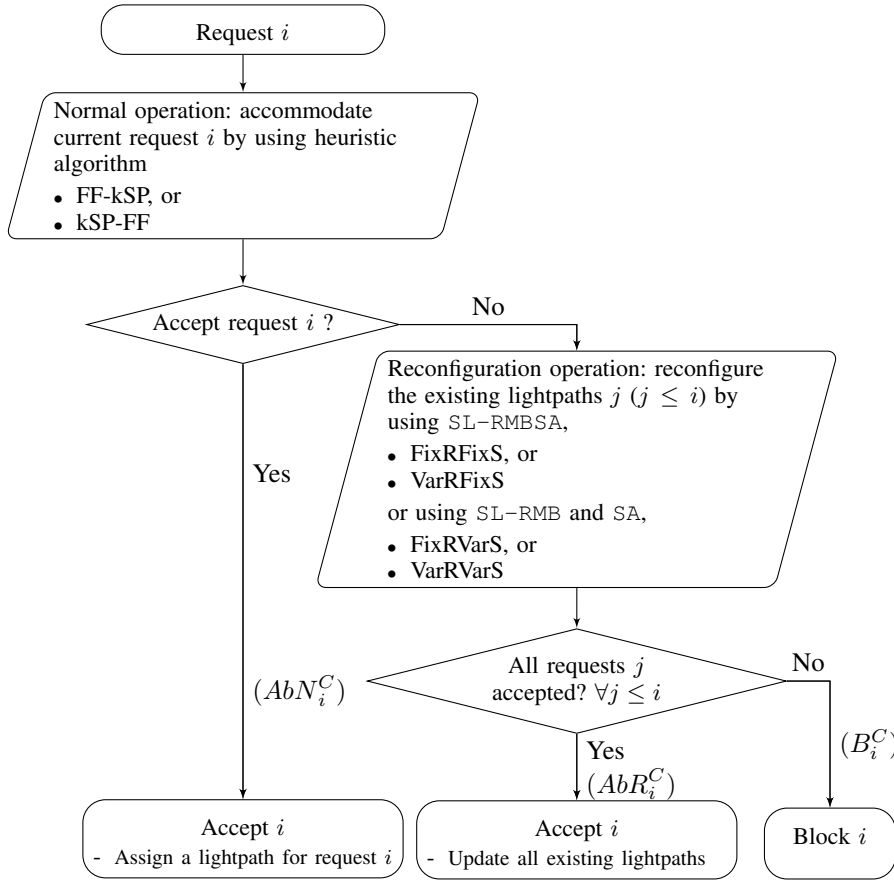 Request i
Normal operation: accommodate
current request i by using heuristic
algorithm
• FF-kSP, or
• kSP-FF
Accept request i ?
No
Yes
Reconfiguration operation: reconfigure
the existing lightpaths j (j ≤ i) by
using SL-RMBSA,
• FixRFixS, or
• VarRFixS
or using SL-RMB and SA,
• FixRVarS, or
• VarRVarS
All requests j
accepted? ∀j ≤ i
No
(AbN_i^C)
Yes
(AbR_i^C)
(B_i^C)
Accept i
- Assign a lightpath for request i
Accept i
- Update all existing lightpaths
Block i